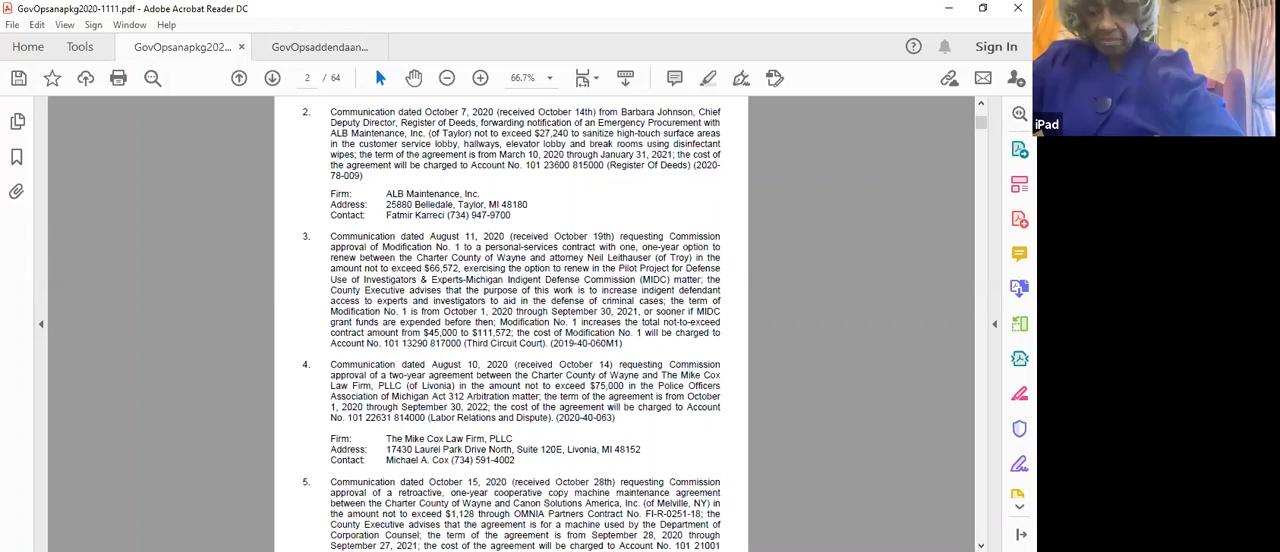 GovOpsanapkg2020-1111.pdf - Adobe Acrobat Reader DC
File Edit View Sign Window Help
Home Tools GovOpsanapkg202... × GovOpsaddendaan... Sign In
2 / 64 66.7%
2. Communication dated October 7, 2020 (received October 14th) from Barbara Johnson, Chief
Deputy Director, Register of Deeds, forwarding notification of an Emergency Procurement with
ALB Maintenance, Inc. (of Taylor) not to exceed $27,240 to sanitize high-touch surface areas
in the customer service lobby, hallways, elevator lobby and break rooms using disinfectant
wipes; the term of the agreement is from March 10, 2020 through January 31, 2021; the cost of
the agreement will be charged to Account No. 101 23600 815000 (Register Of Deeds) (2020-
78-009)
Firm: ALB Maintenance, Inc.
Address: 25880 Belledale, Taylor, MI 48180
Contact: Fatmir Karreci (734) 947-9700
3. Communication dated August 11, 2020 (received October 19th) requesting Commission
approval of Modification No. 1 to a personal-services contract with one, one-year option to
renew between the Charter County of Wayne and attorney Neil Leithauser (of Troy) in the
amount not to exceed $66,572, exercising the option to renew in the Pilot Project for Defense
Use of Investigators & Experts-Michigan Indigent Defense Commission (MIDC) matter; the
County Executive advises that the purpose of this work is to increase indigent defendant
access to experts and investigators to aid in the defense of criminal cases; the term of
Modification No. 1 is from October 1, 2020 through September 30, 2021, or sooner if MIDC
grant funds are expended before then; Modification No. 1 increases the total not-to-exceed
contract amount from $45,000 to $111,572; the cost of Modification No. 1 will be charged to
Account No. 101 13290 817000 (Third Circuit Court). (2019-40-060M1)
4. Communication dated August 10, 2020 (received October 14) requesting Commission
approval of a two-year agreement between the Charter County of Wayne and The Mike Cox
Law Firm, PLLC (of Livonia) in the amount not to exceed $75,000 in the Police Officers
Association of Michigan Act 312 Arbitration matter; the term of the agreement is from October
1, 2020 through September 30, 2022; the cost of the agreement will be charged to Account
No. 101 22631 814000 (Labor Relations and Dispute). (2020-40-063)
Firm: The Mike Cox Law Firm, PLLC
Address: 17430 Laurel Park Drive North, Suite 120E, Livonia, MI 48152
Contact: Michael A. Cox (734) 591-4002
5. Communication dated October 15, 2020 (received October 28th) requesting Commission
approval of a retroactive, one-year cooperative copy machine maintenance agreement
between the Charter County of Wayne and Canon Solutions America, Inc. (of Melville, NY) in
the amount not to exceed $1,128 through OMNIA Partners Contract No. FI-R-0251-18; the
County Executive advises that the agreement is for a machine used by the Department of
Corporation Counsel; the term of the agreement is from September 28, 2020 through
September 27, 2021; the cost of the agreement will be charged to Account No. 101 21001
iPad